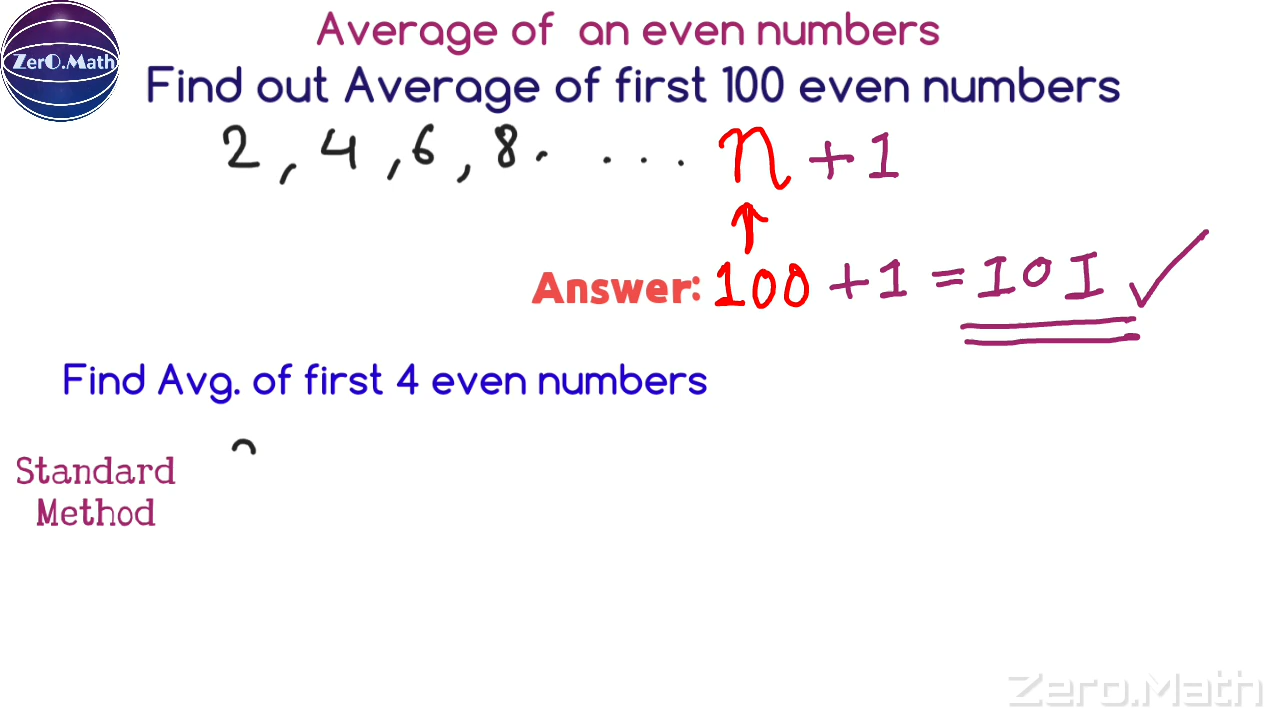 Average of an even numbers
ZerO.Math
Find out Average of first 100 even numbers
2, 4, 6, 8. ... n + 1
↑
Answer: 100 + 1 = 101 ✓
Find Avg. of first 4 even numbers
Standard
Method
Zero.Math